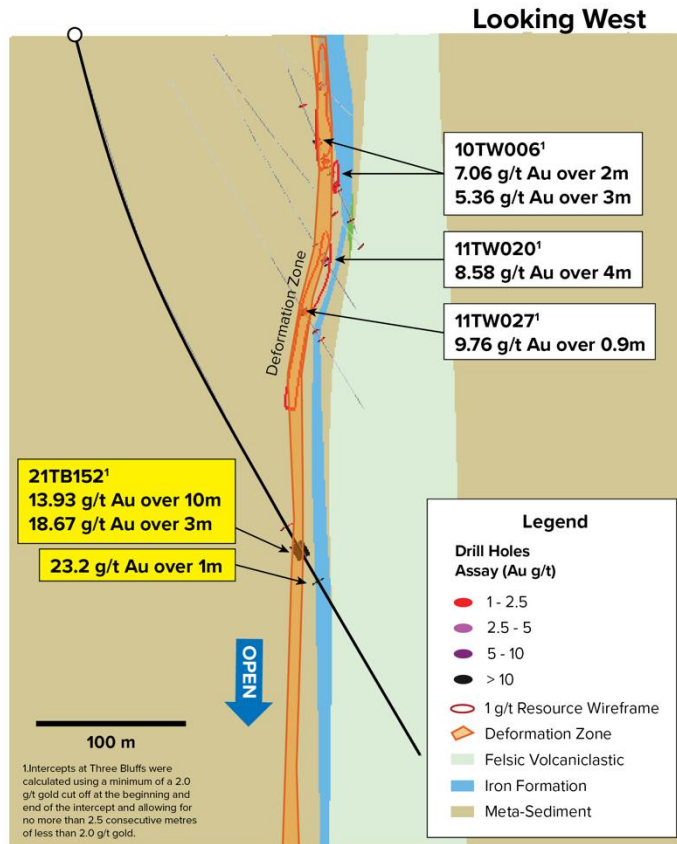 Looking West
10TW006¹
7.06 g/t Au over 2m
5.36 g/t Au over 3m
11TW020¹
8.58 g/t Au over 4m
Deformation Zone
11TW027¹
9.76 g/t Au over 0.9m
21TB152¹
13.93 g/t Au over 10m
18.67 g/t Au over 3m
23.2 g/t Au over 1m
OPEN
100 m
1.Intercepts at Three Bluffs were
calculated using a minimum of a 2.0
g/t gold cut off at the beginning and
end of the intercept and allowing for
no more than 2.5 consecutive metres
of less than 2.0 g/t gold.
Legend
Drill Holes
Assay (Au g/t)
1 - 2.5
2.5 - 5
5 - 10
> 10
1 g/t Resource Wireframe
Deformation Zone
Felsic Volcaniclastic
Iron Formation
Meta-Sediment